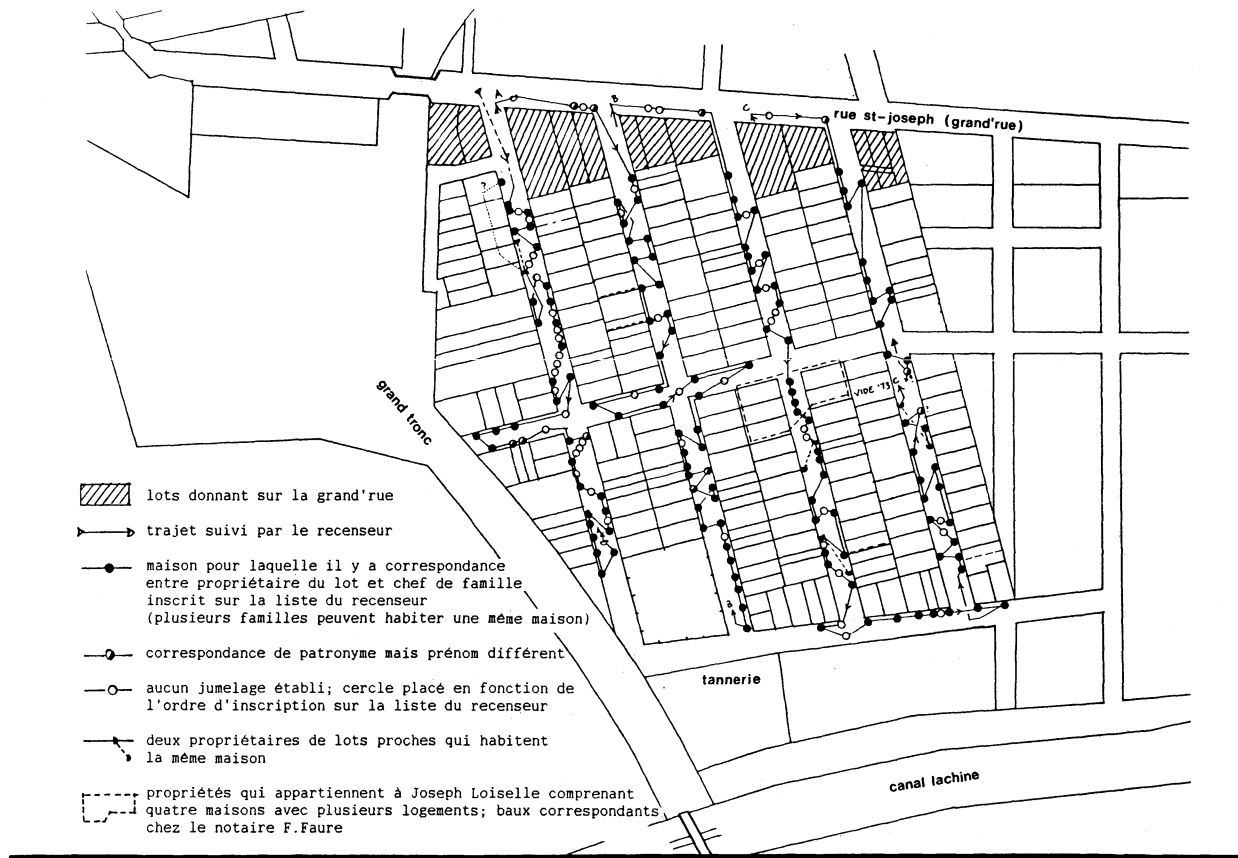 B
C
rue st-joseph (grand'rue)
?
VIDE '73
C
grand tronc
B
tannerie
canal lachine
lots donnant sur la grand'rue
trajet suivi par le recenseur
maison pour laquelle il y a correspondance
entre propriétaire du lot et chef de famille
inscrit sur la liste du recenseur
(plusieurs familles peuvent habiter une même maison)
correspondance de patronyme mais prénom différent
aucun jumelage établi; cercle placé en fonction de
l'ordre d'inscription sur la liste du recenseur
deux propriétaires de lots proches qui habitent
la même maison
propriétés qui appartiennent à Joseph Loiselle comprenant
quatre maisons avec plusieurs logements; baux correspondants
chez le notaire F.Faure